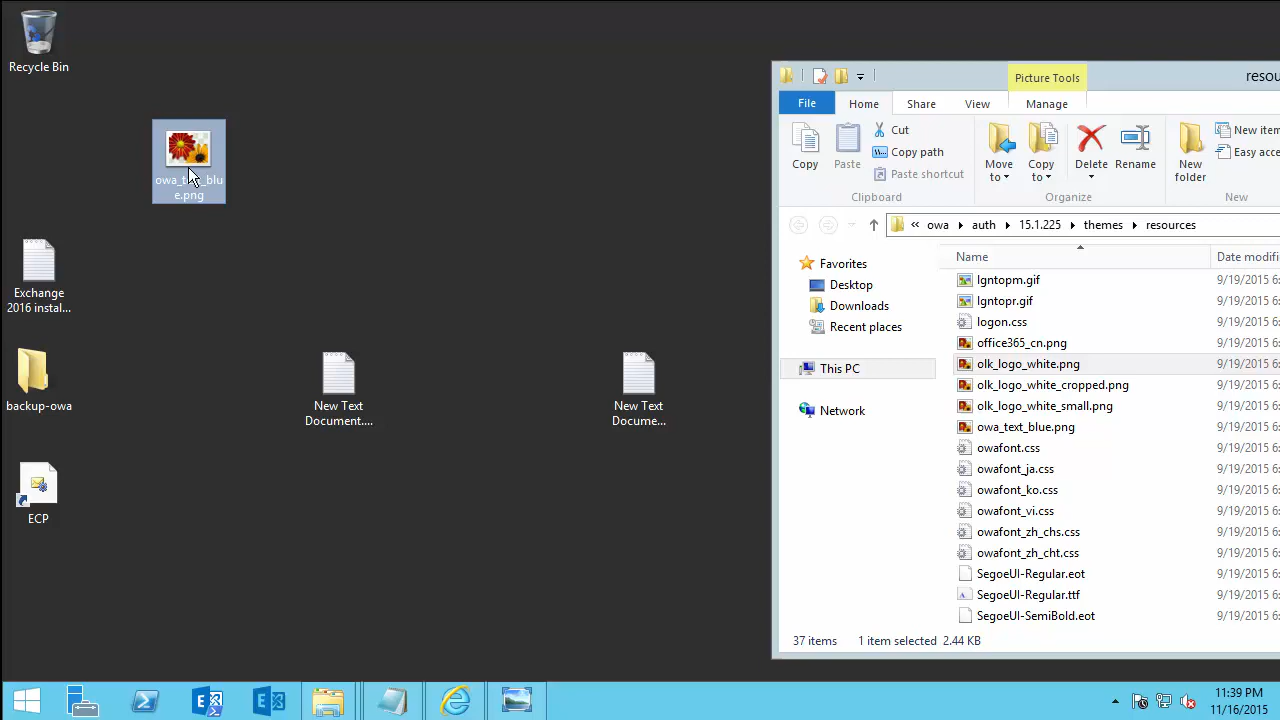 Recycle Bin
owa_text_blu
e.png
Exchange
2016 instal...
backup-owa
ECP
New Text
Document....
New Text
Docume...
Picture Tools
File
Home
Share
View
Manage
Copy
Paste
Cut
Copy path
Paste shortcut
Clipboard
Move
to
Copy
to
Delete
Rename
Organize
New
folder
New item
Easy acce
New
« owa
auth
15.1.225
themes
resources
Favorites
Desktop
Downloads
Recent places
This PC
Network
Name
Date modifi
lgntopm.gif 9/19/2015 6:
lgntopr.gif 9/19/2015 6:
logon.css 9/19/2015 6:
office365_cn.png 9/19/2015 6:
olk_logo_white.png 9/19/2015 6:
olk_logo_white_cropped.png 9/19/2015 6:
olk_logo_white_small.png 9/19/2015 6:
owa_text_blue.png 9/19/2015 6:
owafont.css 9/19/2015 6:
owafont_ja.css 9/19/2015 6:
owafont_ko.css 9/19/2015 6:
owafont_vi.css 9/19/2015 6:
owafont_zh_chs.css 9/19/2015 6:
owafont_zh_cht.css 9/19/2015 6:
SegoeUI-Regular.eot 9/19/2015 6:
SegoeUI-Regular.ttf 9/19/2015 6:
SegoeUI-SemiBold.eot 9/19/2015 6:
37 items 1 item selected 2.44 KB
11:39 PM
11/16/2015